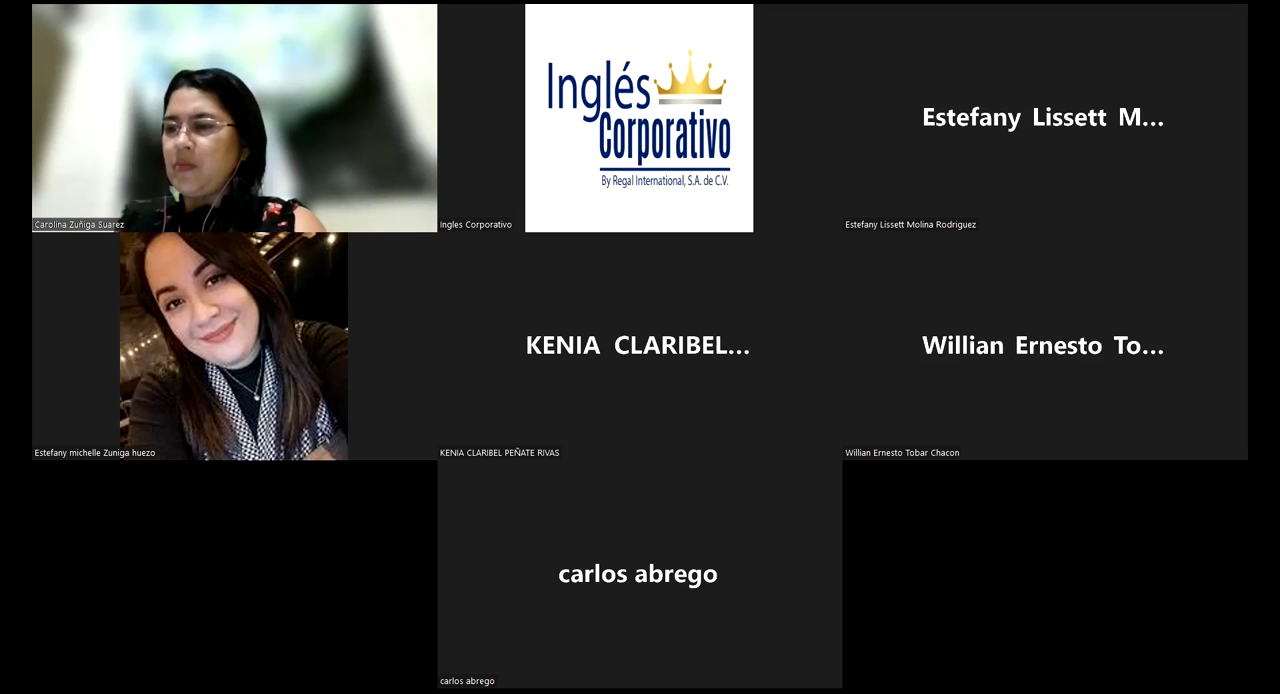 Carolina Zuñiga Suarez
Inglés
Corporativo
By Regal International, S.A. de C.V.
Ingles Corporativo
Estefany Lissett M...
Estefany Lissett Molina Rodriguez
Estefany michelle Zuniga huezo
KENIA CLARIBEL...
KENIA CLARIBEL PEÑATE RIVAS
Willian Ernesto To...
Willian Ernesto Tobar Chacon
carlos abrego
carlos abrego